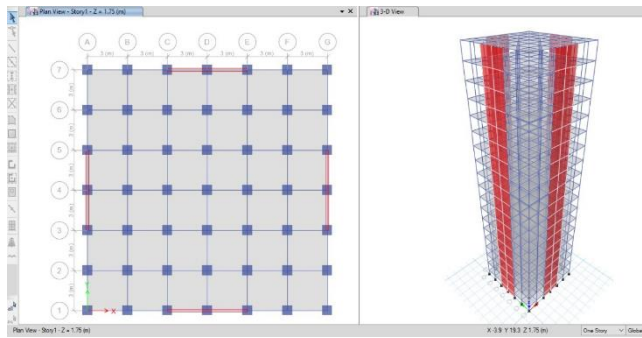 Plan View - Story1 - Z = 1.75 (m)
3-D View
A B C D E F G
3 (m) 3 (m) 3 (m) 3 (m) 3 (m) 3 (m)
7
3 (m)
6
3 (m)
5
3 (m)
4
3 (m)
3
3 (m)
2
3 (m)
1
X
Plan View - Story1 - Z = 1.75 (m)
X -3.9 Y 19.3 Z 1.75 (m)
One Story
Global